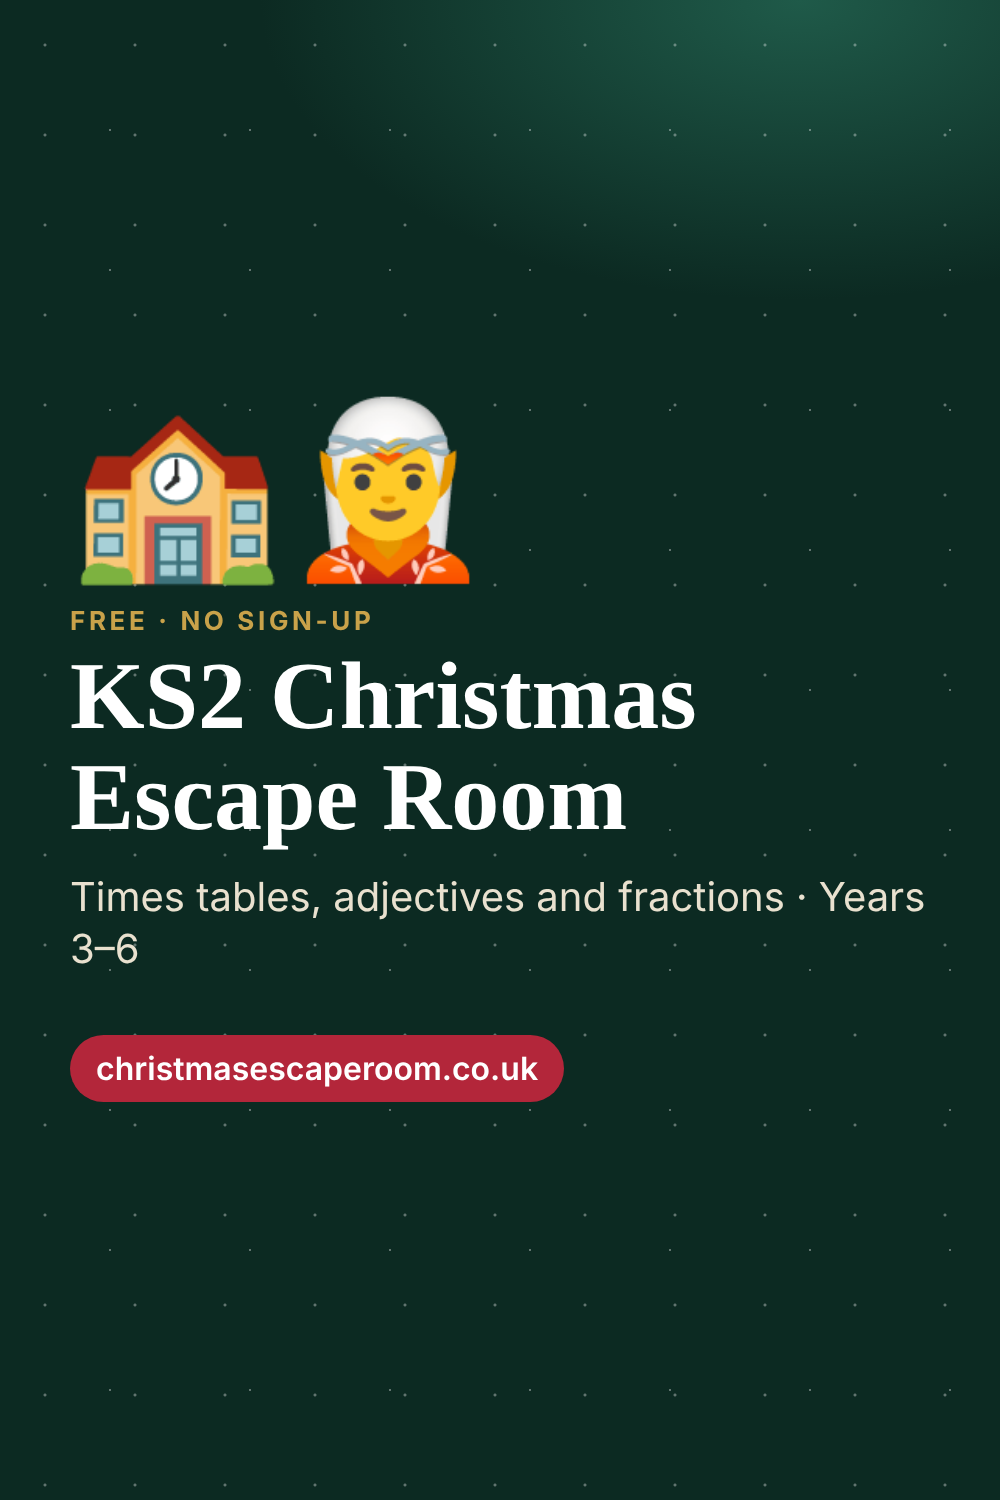 FREE · NO SIGN-UP
KS2 Christmas
Escape Room
Times tables, adjectives and fractions · Years
3–6
christmasescaperoom.co.uk